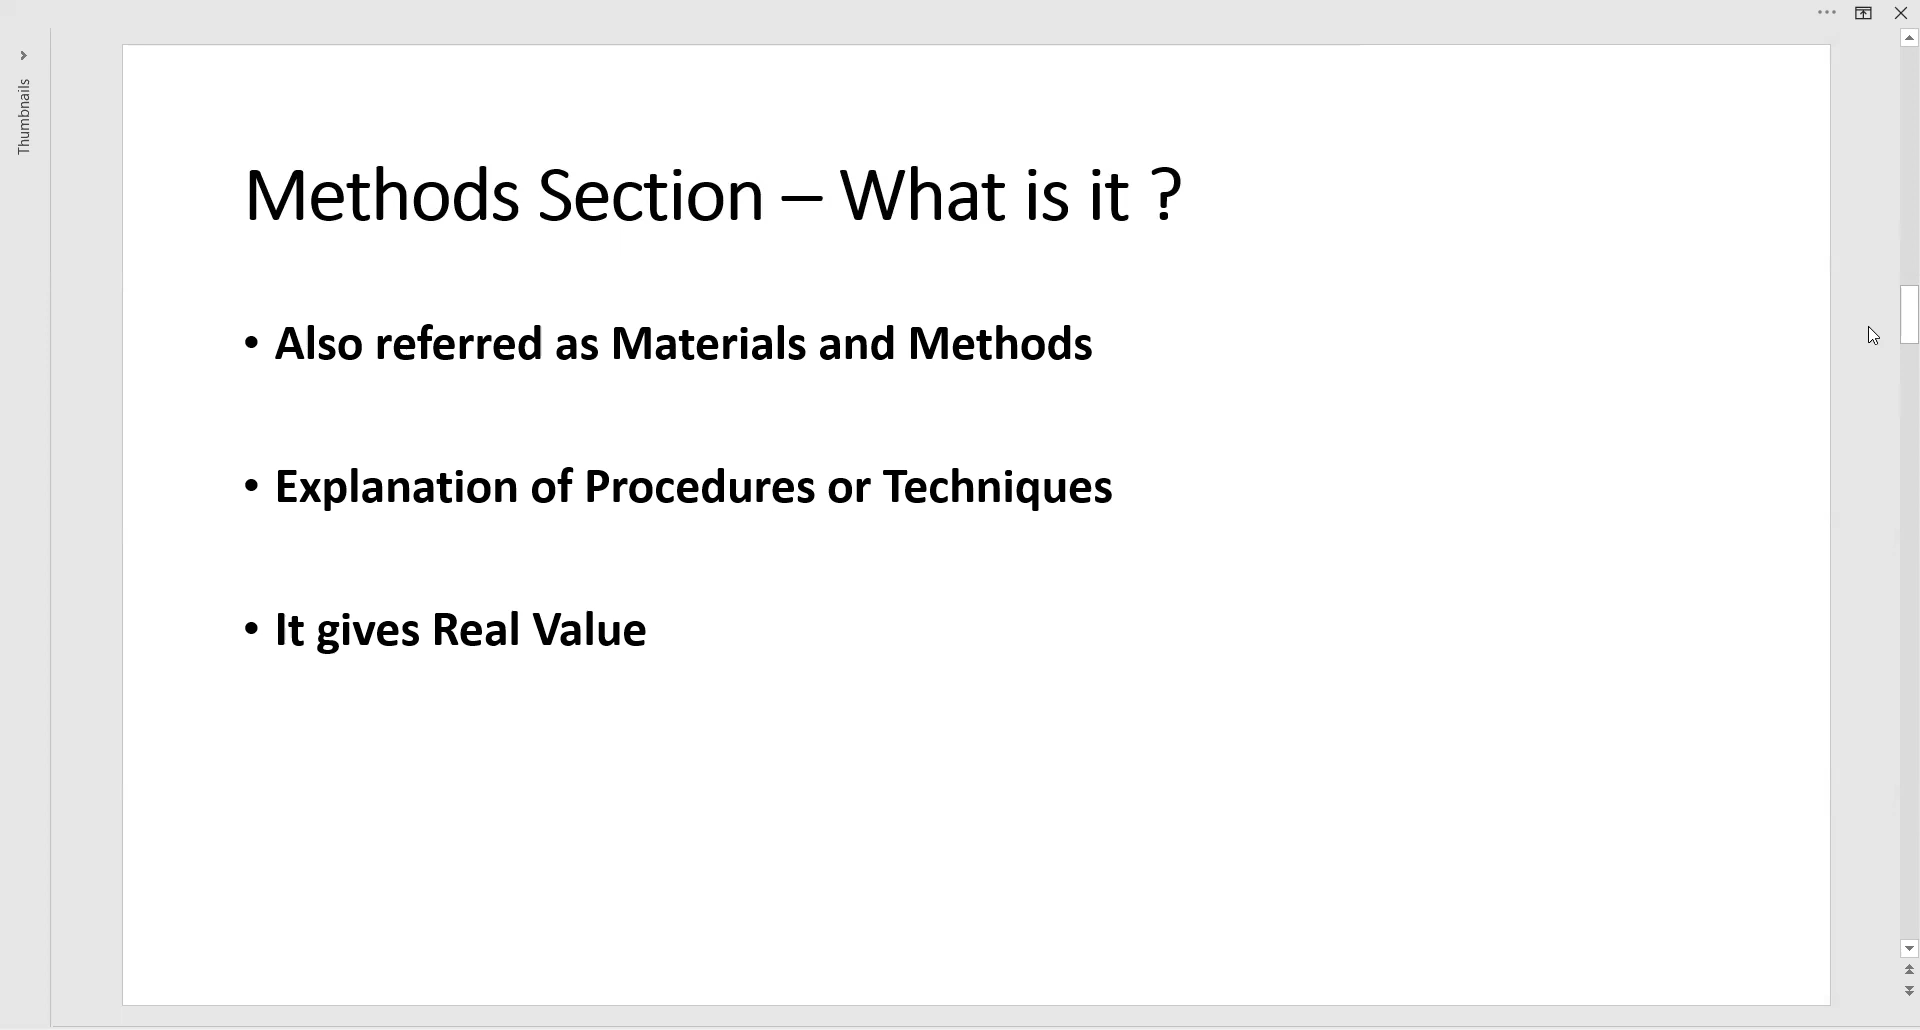 Thumbnails
Methods Section – What is it ?
• Also referred as Materials and Methods
• Explanation of Procedures or Techniques
• It gives Real Value